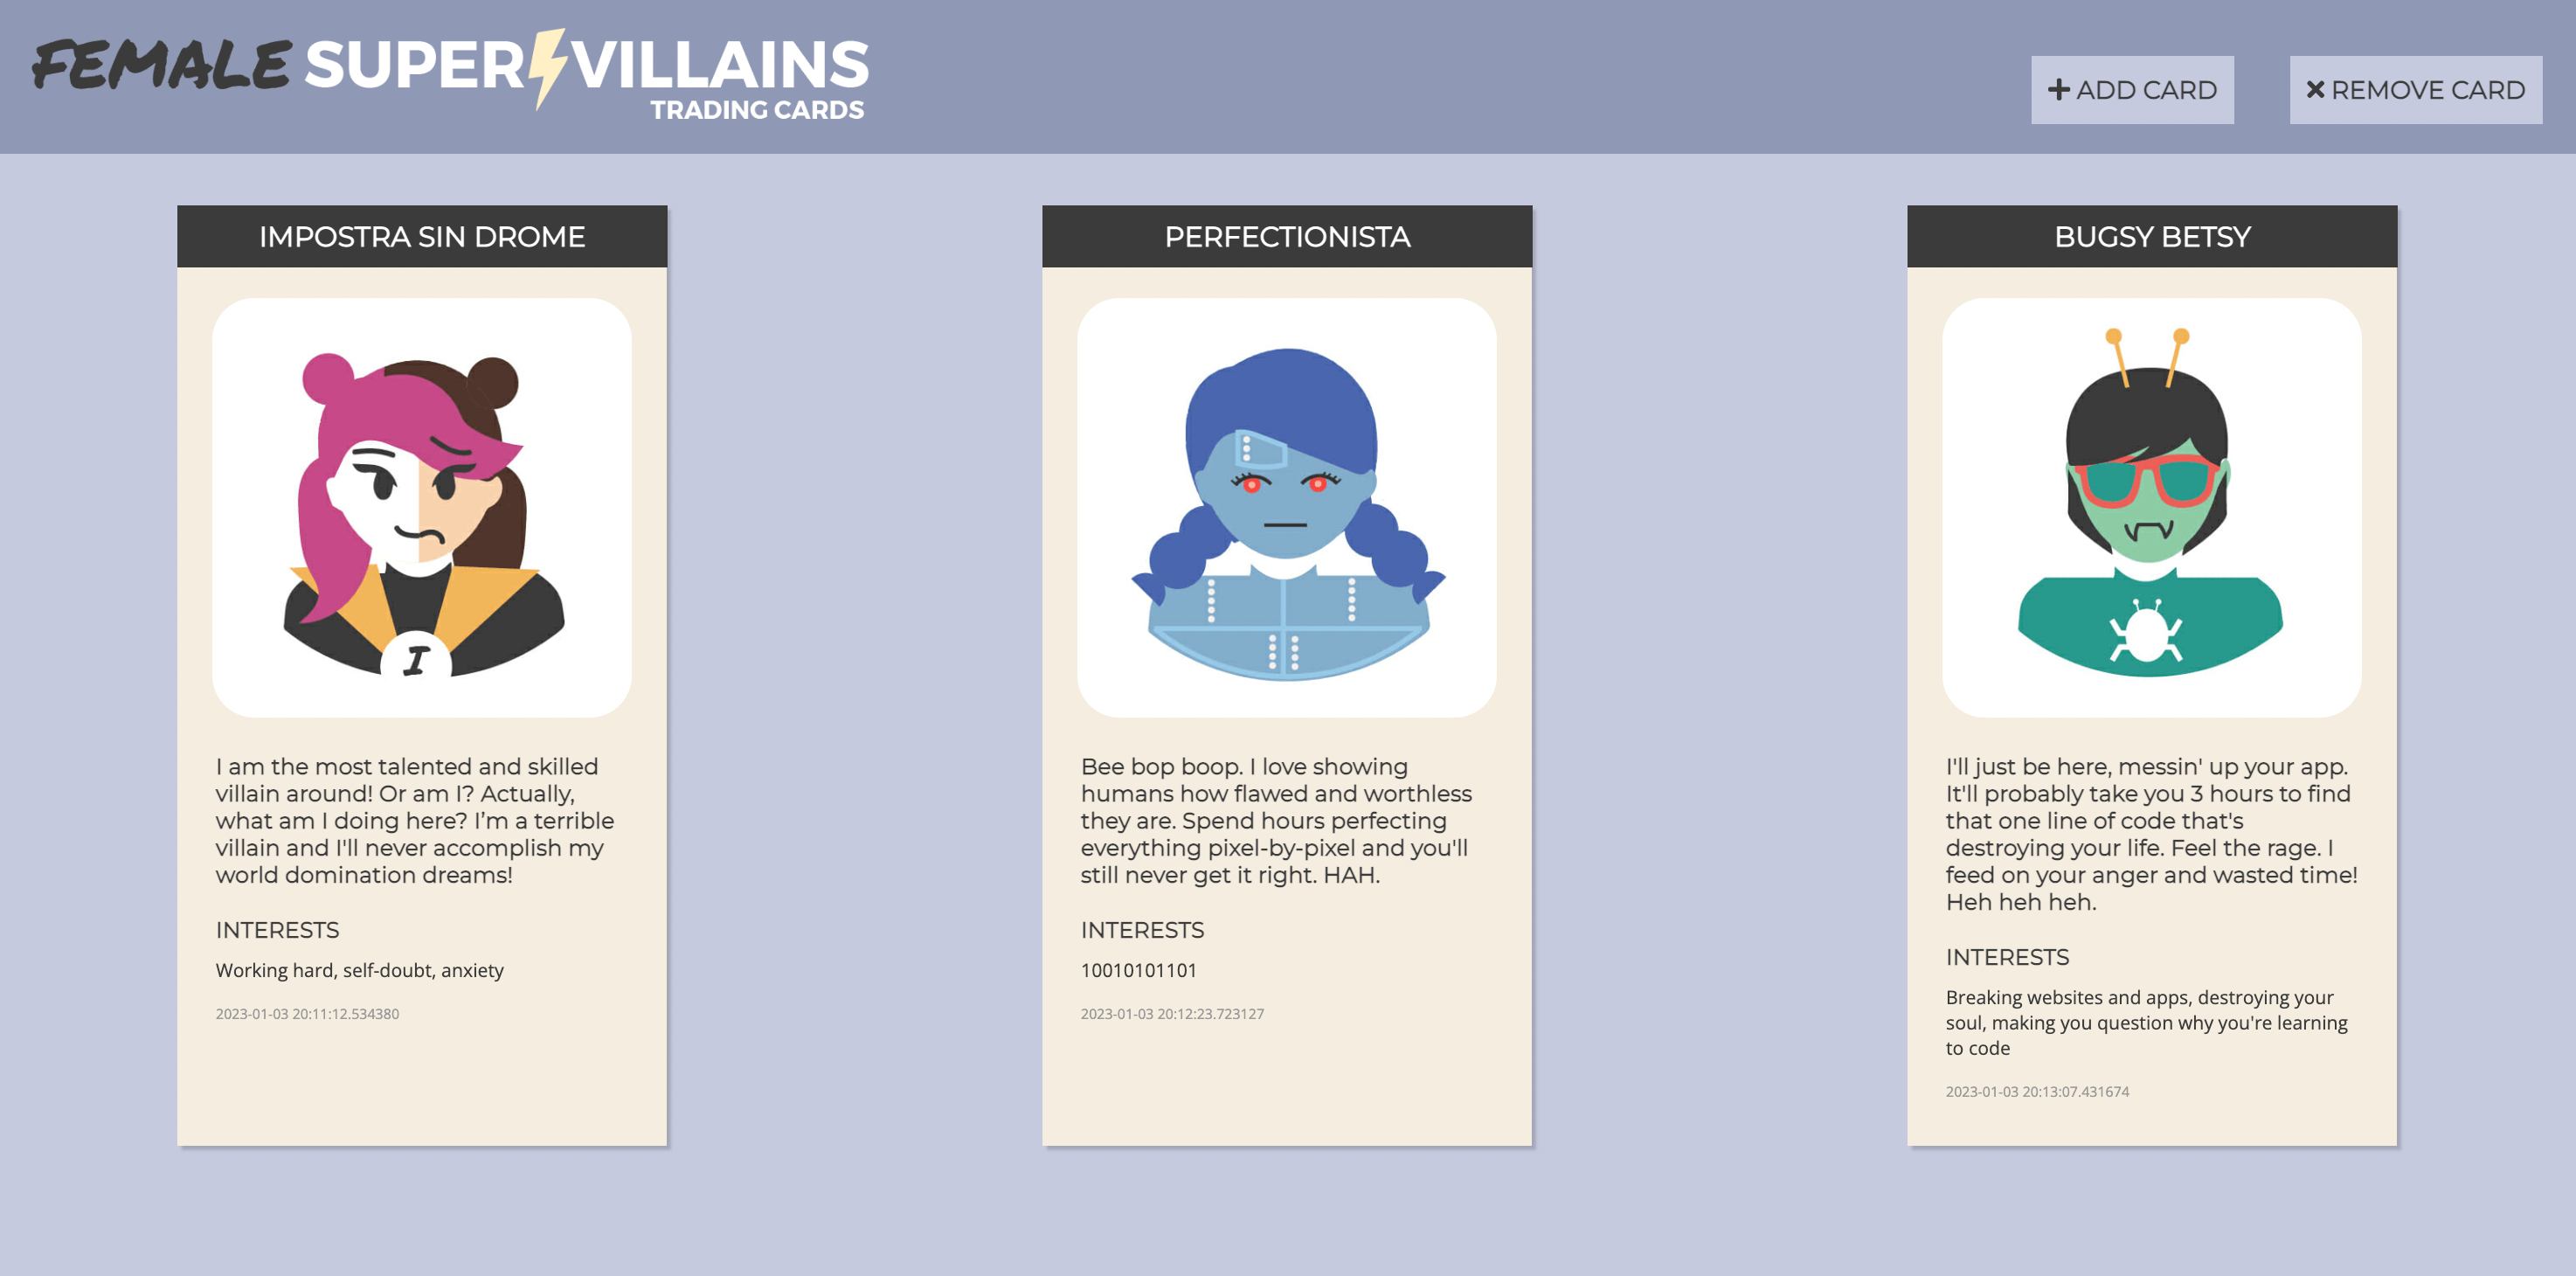 FEMALE SUPER VILLAINS
TRADING CARDS
ADD CARD
REMOVE CARD
IMPOSTRA SIN DROME
I
I am the most talented and skilled
villain around! Or am I? Actually,
what am I doing here? I’m a terrible
villain and I'll never accomplish my
world domination dreams!
INTERESTS
Working hard, self-doubt, anxiety
2023-01-03 20:11:12.534380
PERFECTIONISTA
Bee bop boop. I love showing
humans how flawed and worthless
they are. Spend hours perfecting
everything pixel-by-pixel and you'll
still never get it right. HAH.
INTERESTS
10010101101
2023-01-03 20:12:23.723127
BUGSY BETSY
I'll just be here, messin' up your app.
It'll probably take you 3 hours to find
that one line of code that's
destroying your life. Feel the rage. I
feed on your anger and wasted time!
Heh heh heh.
INTERESTS
Breaking websites and apps, destroying your
soul, making you question why you're learning
to code
2023-01-03 20:13:07.431674